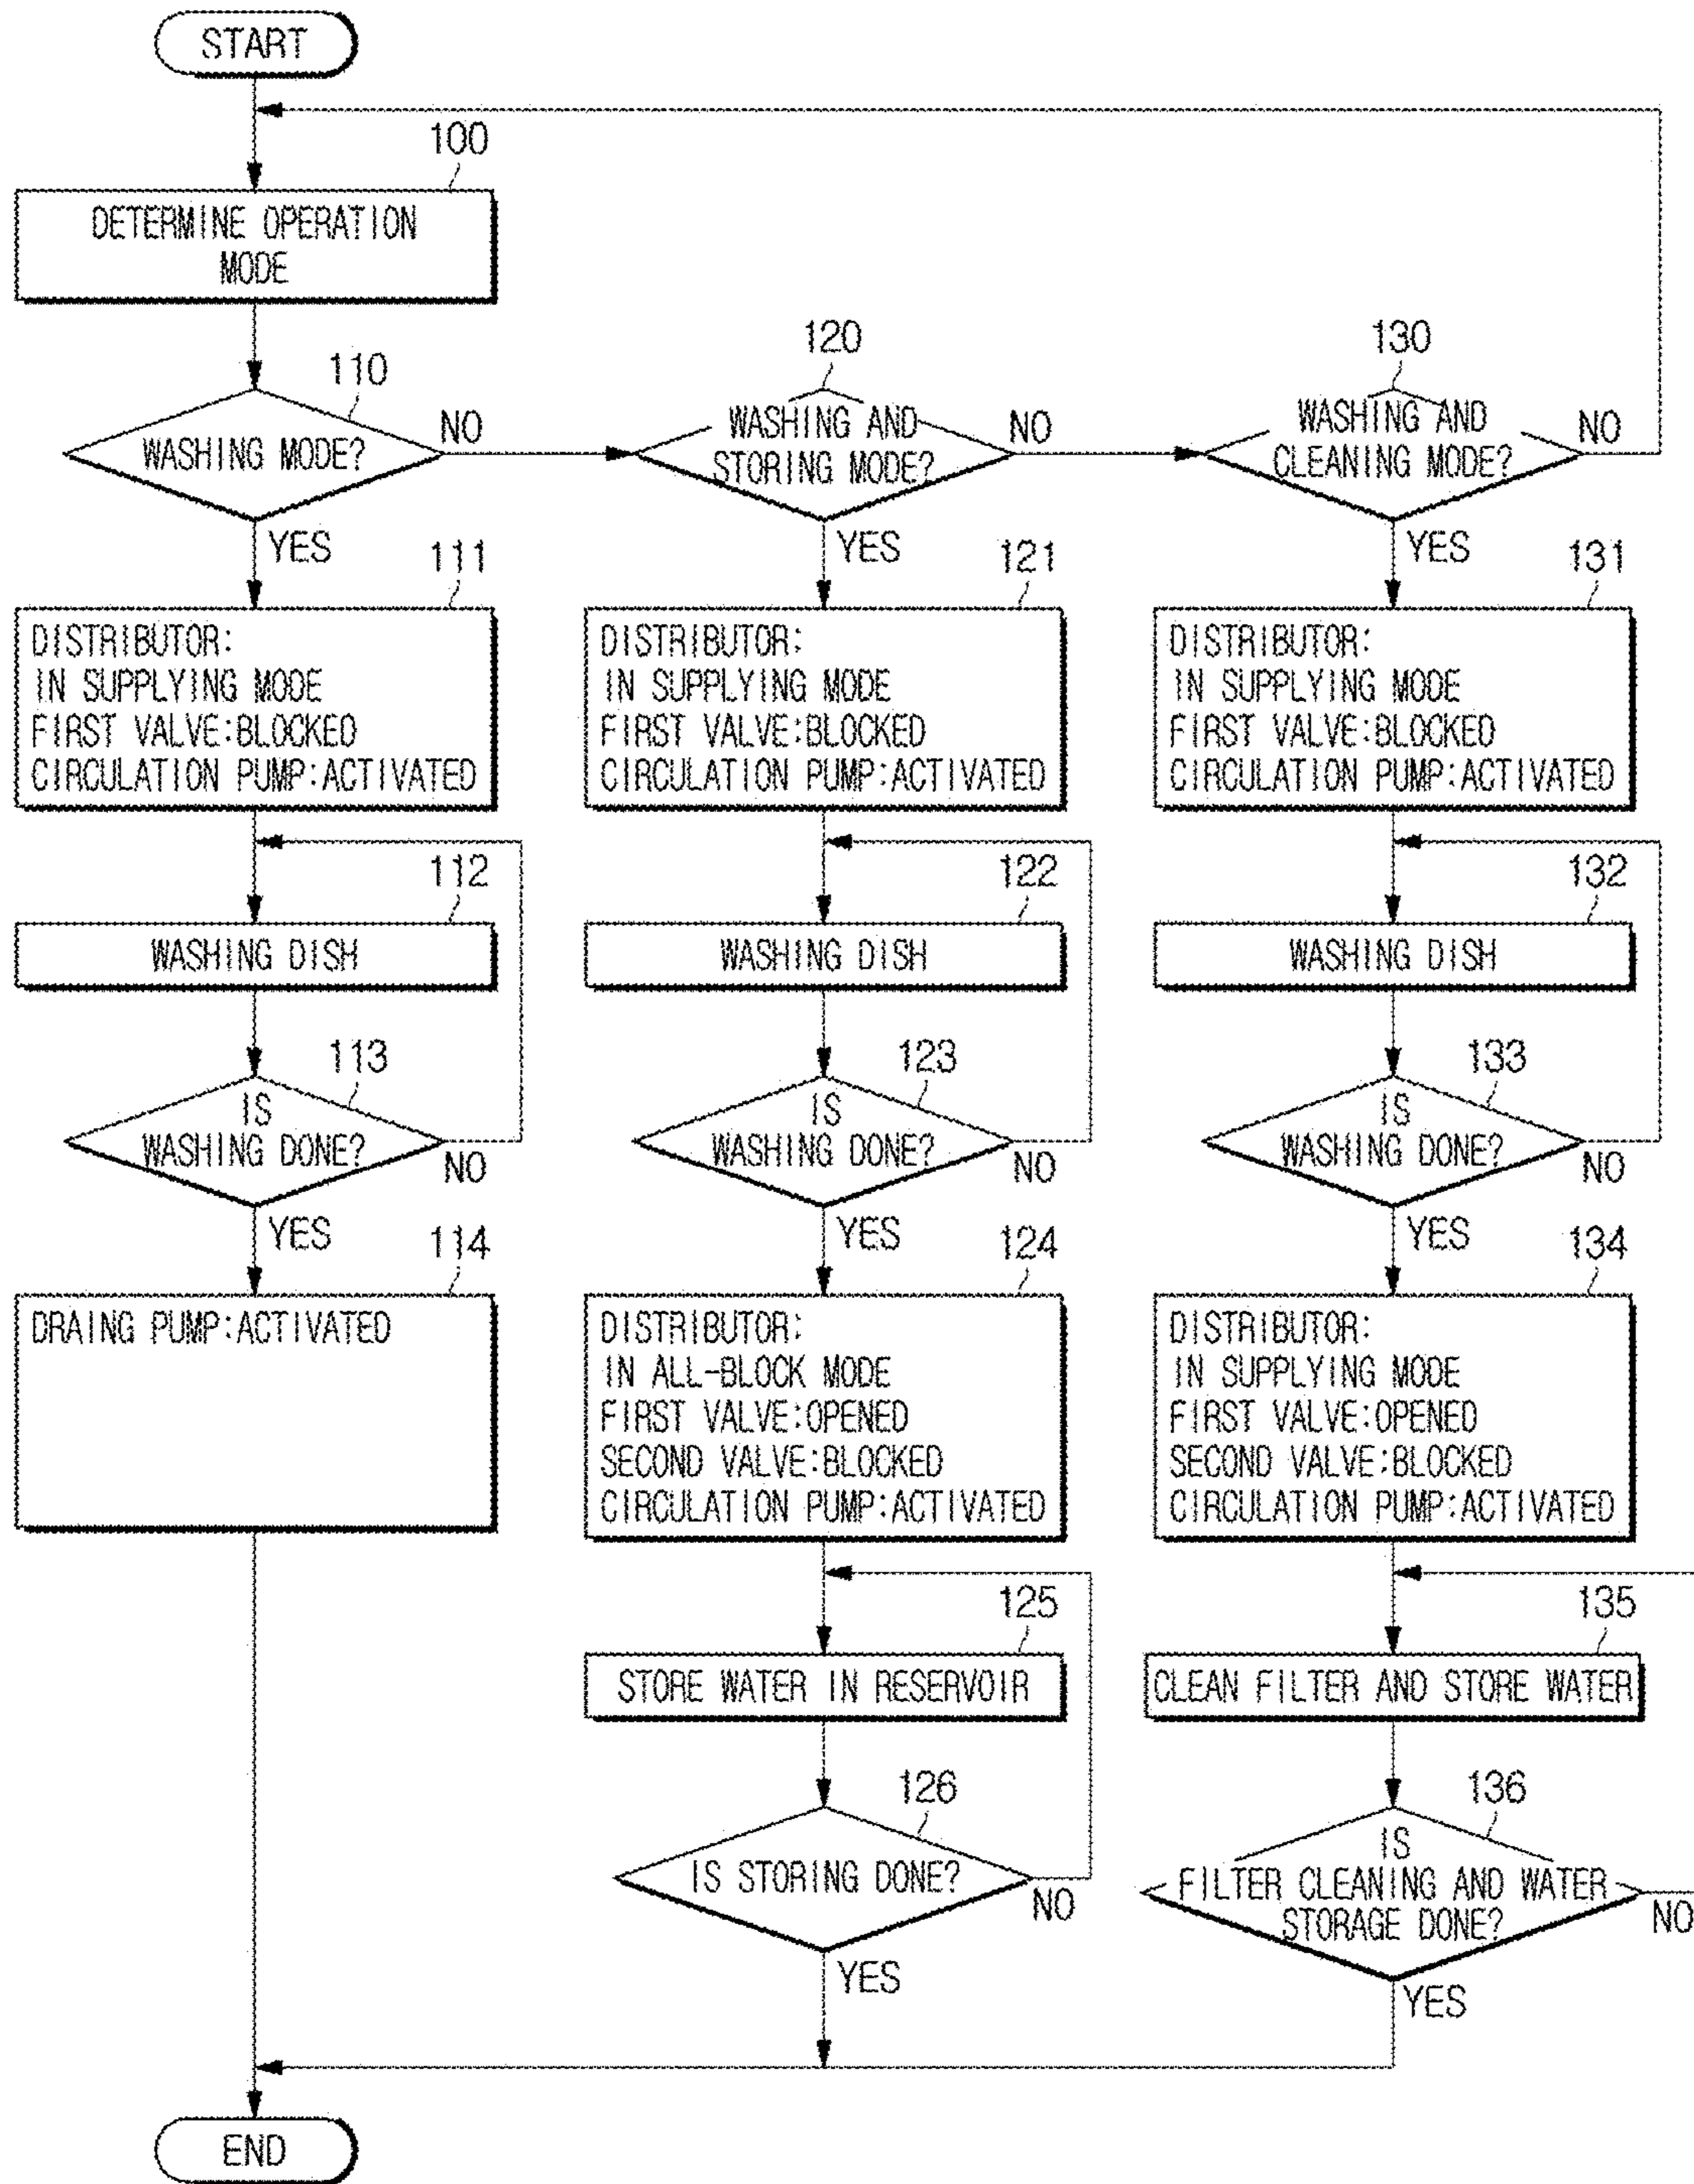 START
100
DETERMINE OPERATION
MODE
110
WASHING MODE?
NO
YES
120
WASHING AND
STORING MODE?
NO
YES
130
WASHING AND
CLEANING MODE?
NO
YES
111
DISTRIBUTOR:
IN SUPPLYING MODE
FIRST VALVE:BLOCKED
CIRCULATION PUMP:ACTIVATED
112
WASHING DISH
113
IS
WASHING DONE?
NO
YES
114
DRAING PUMP:ACTIVATED
121
DISTRIBUTOR:
IN SUPPLYING MODE
FIRST VALVE:BLOCKED
CIRCULATION PUMP:ACTIVATED
122
WASHING DISH
123
IS
WASHING DONE?
NO
YES
124
DISTRIBUTOR:
IN ALL-BLOCK MODE
FIRST VALVE:OPENED
SECOND VALVE:BLOCKED
CIRCULATION PUMP:ACTIVATED
125
STORE WATER IN RESERVOIR
126
IS STORING DONE?
NO
YES
131
DISTRIBUTOR:
IN SUPPLYING MODE
FIRST VALVE:BLOCKED
CIRCULATION PUMP:ACTIVATED
132
WASHING DISH
133
IS
WASHING DONE?
NO
YES
134
DISTRIBUTOR:
IN SUPPLYING MODE
FIRST VALVE:OPENED
SECOND VALVE:BLOCKED
CIRCULATION PUMP:ACTIVATED
135
CLEAN FILTER AND STORE WATER
136
IS
FILTER CLEANING AND WATER
STORAGE DONE?
NO
YES
END